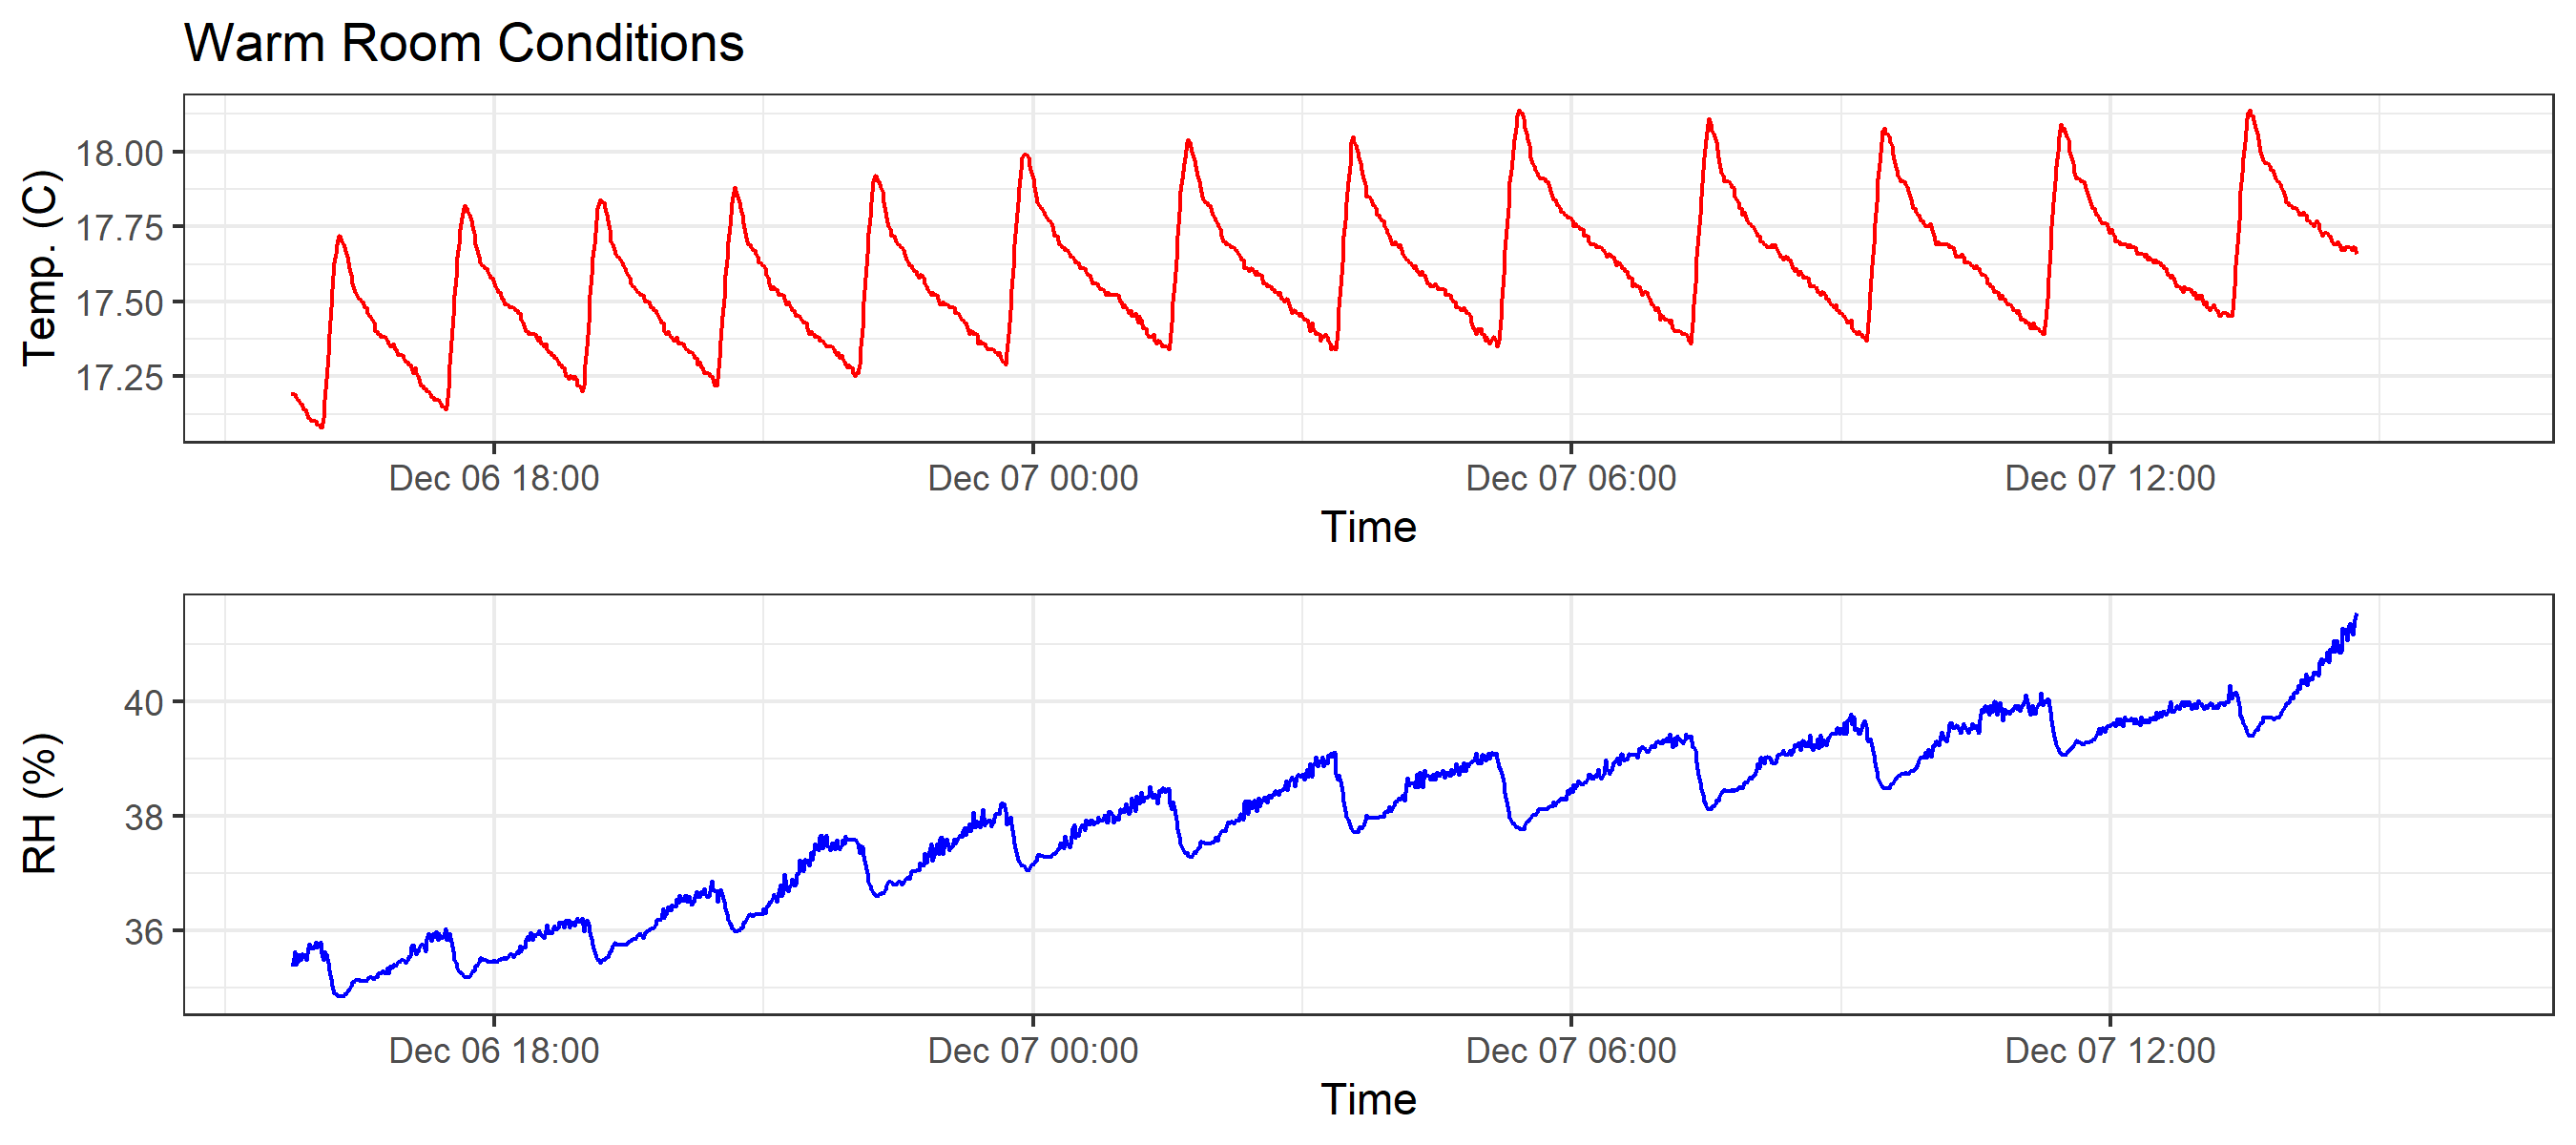 Warm Room Conditions
Temp. (C)
18.00
17.75
17.50
17.25
Dec 06 18:00 Dec 07 00:00 Dec 07 06:00 Dec 07 12:00
Time
RH (%)
40
38
36
Dec 06 18:00 Dec 07 00:00 Dec 07 06:00 Dec 07 12:00
Time